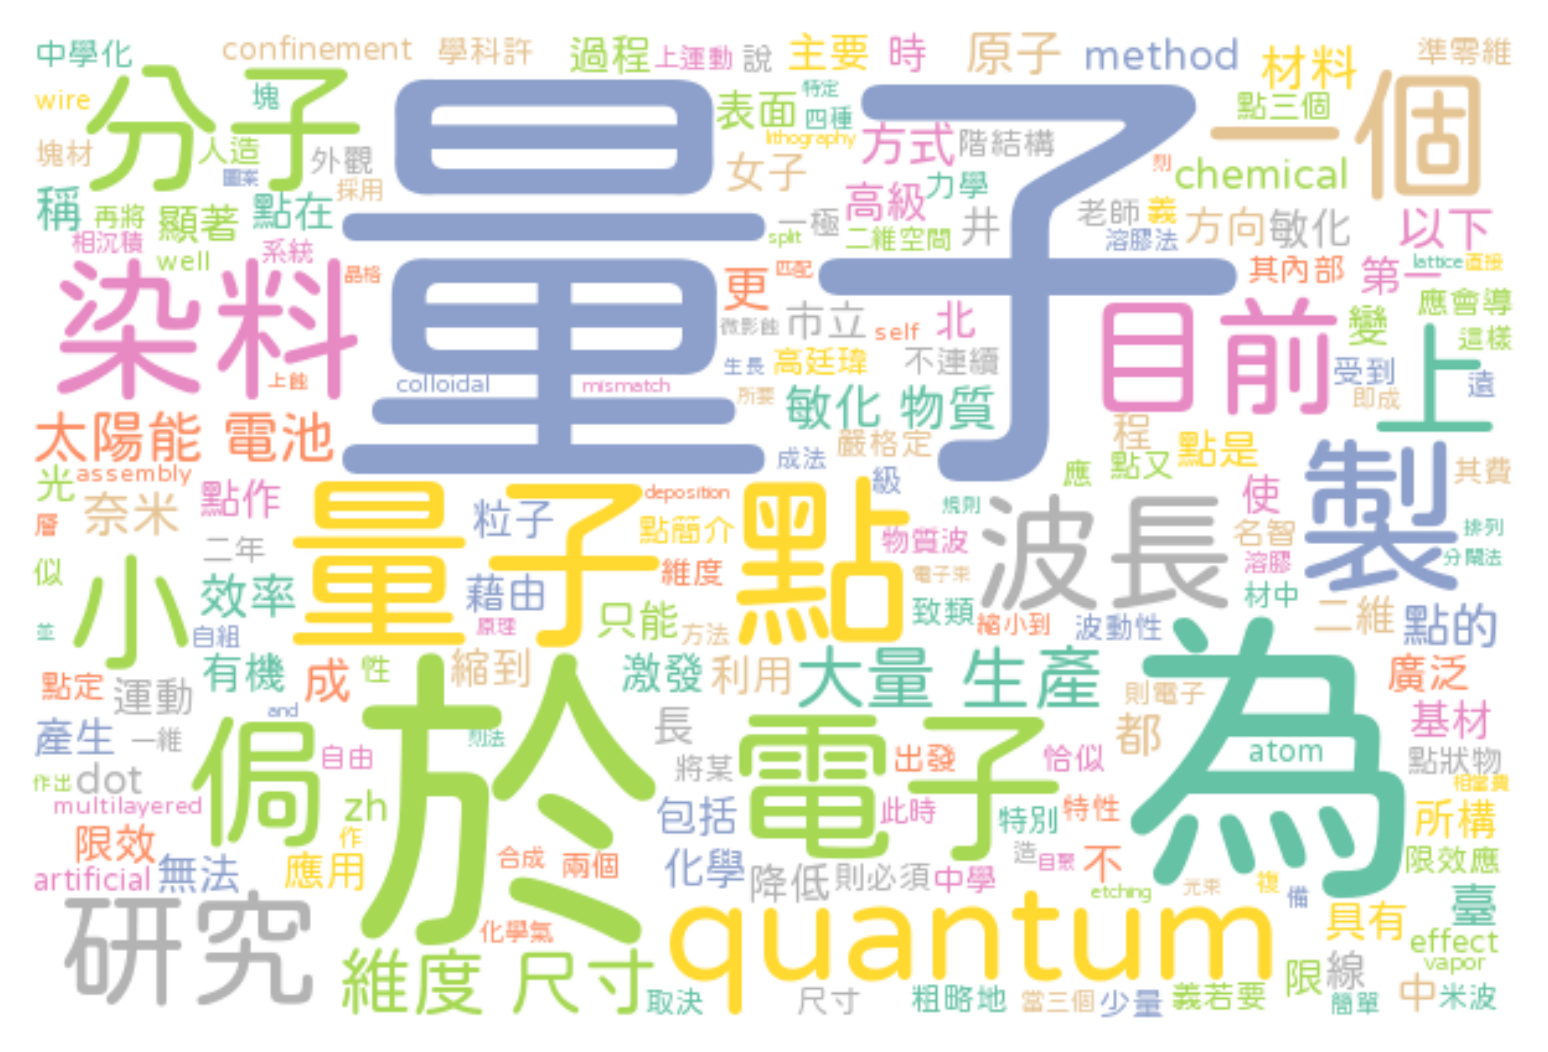 中學化 confinement 學科許 過程 上運動 說 主要 時 原子 method 材料 準零維
wire 分子 塊 量子 表面 特定 四種 lithography 方式 階結構 點三個 一個
塊材 人造 外觀 圖案 採用 女子 高級 力學 chemical
稱 再將 顯著 點在 一極 井 老師 義 方向 敏化 以下
相沉積 well 系統 split 二維空間 溶膠法 lattice 直接
染料 晶格 更 匹配 其內部 第一 應會導
微影蝕 市立 self 北 目前 變 上 這樣
上蝕 colloidal mismatch 生長 高廷瑋 不連續 受到 遠
太陽能 電池 所要 敏化 物質 即成
成法 嚴格定 程 點是
光 assembly 級 應 點又 製 其費
奈米 點作 deposition 粒子 量子點 規則 波長 使
層 二年 點簡介 物質波 名智 排列
似 小 效率 藉由 維度 電子束 溶膠 分閘法
並 自組 原理 只能 方法 致類 縮小到 波動性 材中 二維 點的
點定 運動 有機 成 性 縮到 激發 利用 大量 生產 則電子 為 廣泛
產生 一維 and 於 長 電子 都 基材
作出 dot 侷 自由 刻法 將某 出發 恰似 atom 點狀物
multilayered zh 包括 此時 特別 特性 相當貴
限效 作 合成 兩個 造 自聚 不 所構
artificial 無法 應用 化學 降低 則必須 中學 etching 光束 複 備 限效應
研究 化學氣 quantum 具有 臺
維度 尺寸 effect
vapor
取決 尺寸 粗略地 當三個 少量 義若要 限 線 簡單 中 米波